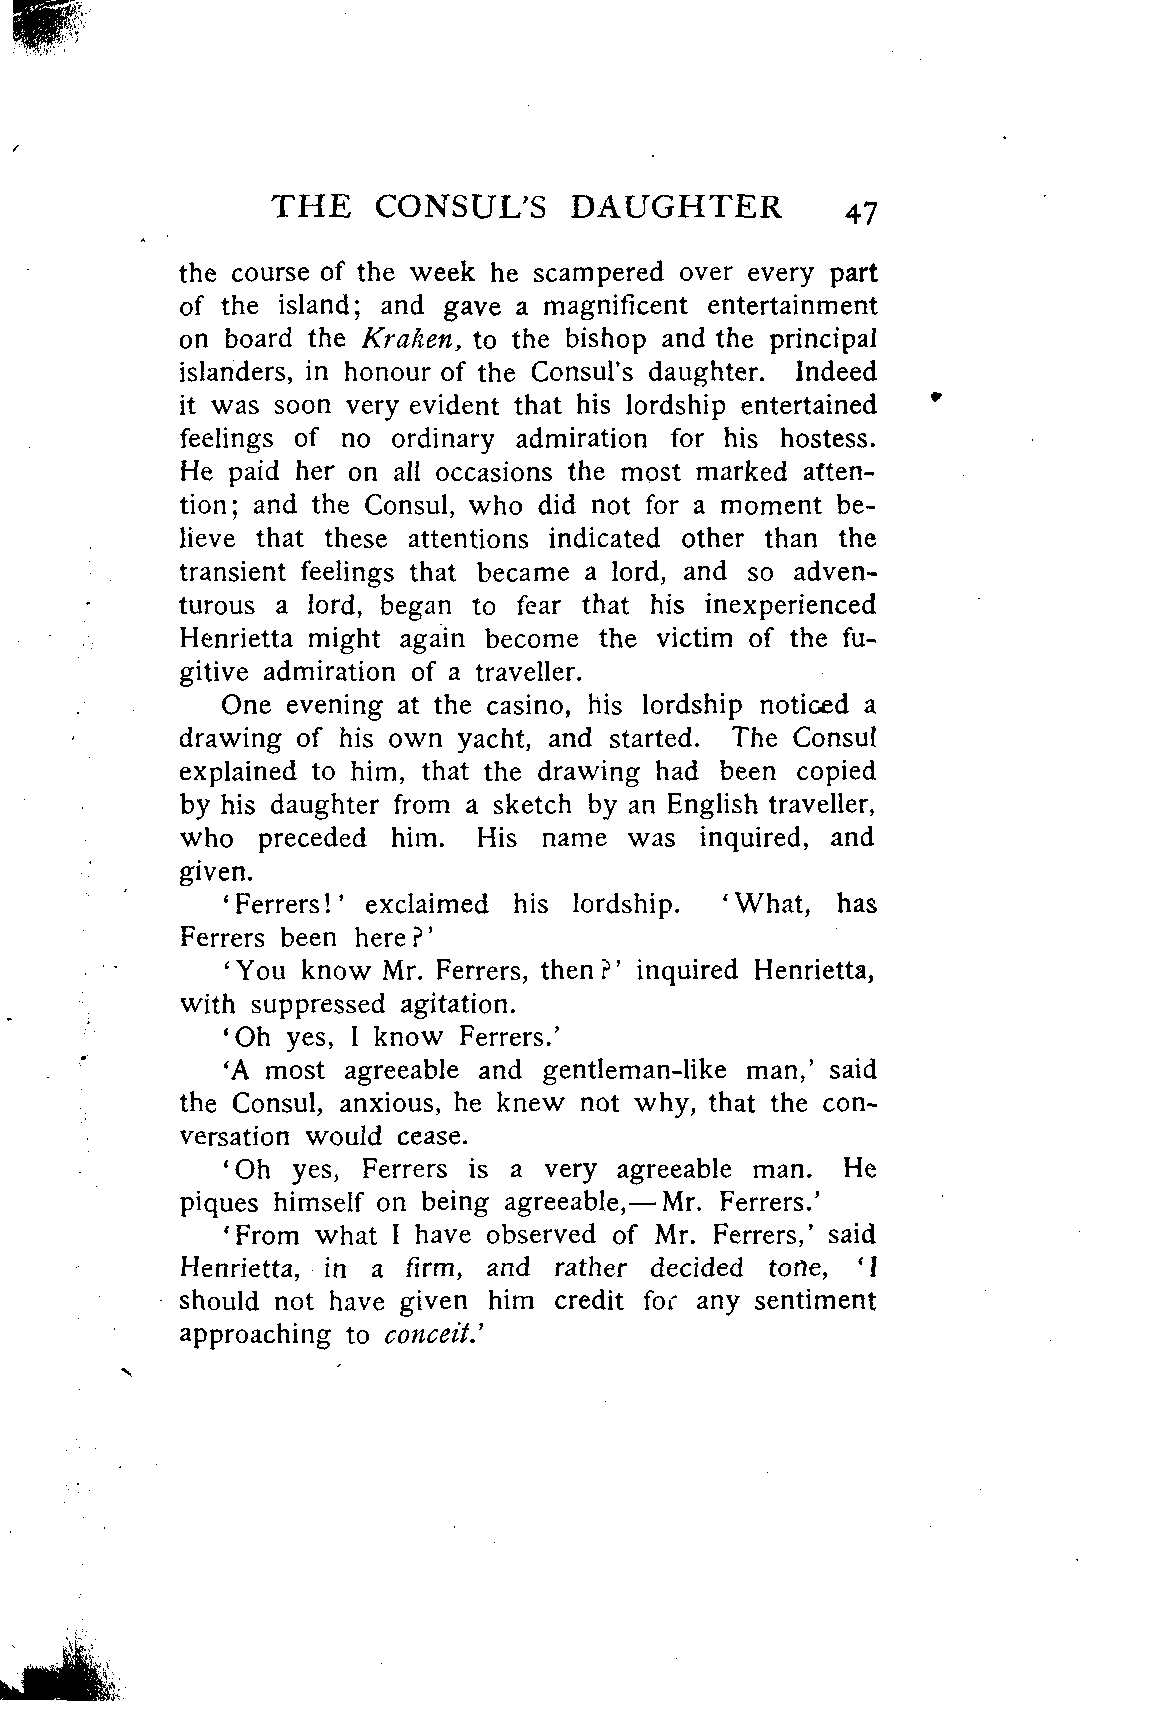 THE CONSUL'S DAUGHTER 47
the course of the week he scampered over every part
of the island; and gave a magnificent entertainment
on board the Kraken, to the bishop and the principal
islanders, in honour of the Consul's daughter. Indeed
it was soon very evident that his lordship entertained
feelings of no ordinary admiration for his hostess.
He paid her on all occasions the most marked atten-
tion; and the Consul, who did not for a moment be-
lieve that these attentions indicated other than the
transient feelings that became a lord, and so adven-
turous a lord, began to fear that his inexperienced
Henrietta might again become the victim of the fu-
gitive admiration of a traveller.
One evening at the casino, his lordship noticed a
drawing of his own yacht, and started. The Consul
explained to him, that the drawing had been copied
by his daughter from a sketch by an English traveller,
who preceded him. His name was inquired, and
given.
'Ferrers!' exclaimed his lordship. 'What, has
Ferrers been here?'
'You know Mr. Ferrers, then?' inquired Henrietta,
with suppressed agitation.
'Oh yes, I know Ferrers.'
'A most agreeable and gentleman-like man,' said
the Consul, anxious, he knew not why, that the con-
versation would cease.
'Oh yes, Ferrers is a very agreeable man. He
piques himself on being agreeable,—Mr. Ferrers.'
'From what I have observed of Mr. Ferrers,' said
Henrietta, in a firm, and rather decided tone, 'I
should not have given him credit for any sentiment
approaching to conceit.'